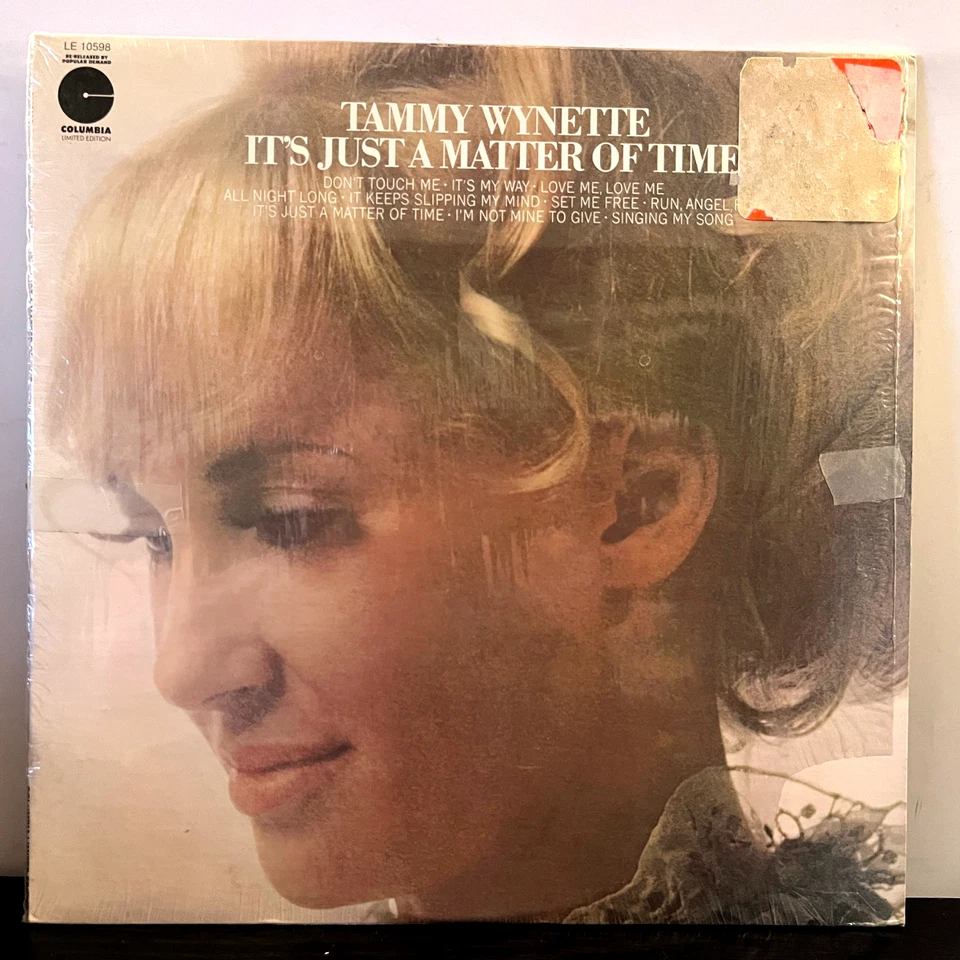 LE 10598
RE-RELEASED BY
POPULAR DEMAND
COLUMBIA
LIMITED EDITION
TAMMY WYNETTE
IT'S JUST A MATTER OF TIME
DON'T TOUCH ME • IT'S MY WAY • LOVE ME, LOVE ME
ALL NIGHT LONG • IT KEEPS SLIPPING MY MIND • SET ME FREE • RUN, ANGEL,
IT'S JUST A MATTER OF TIME • I'M NOT MINE TO GIVE • SINGING MY SONG